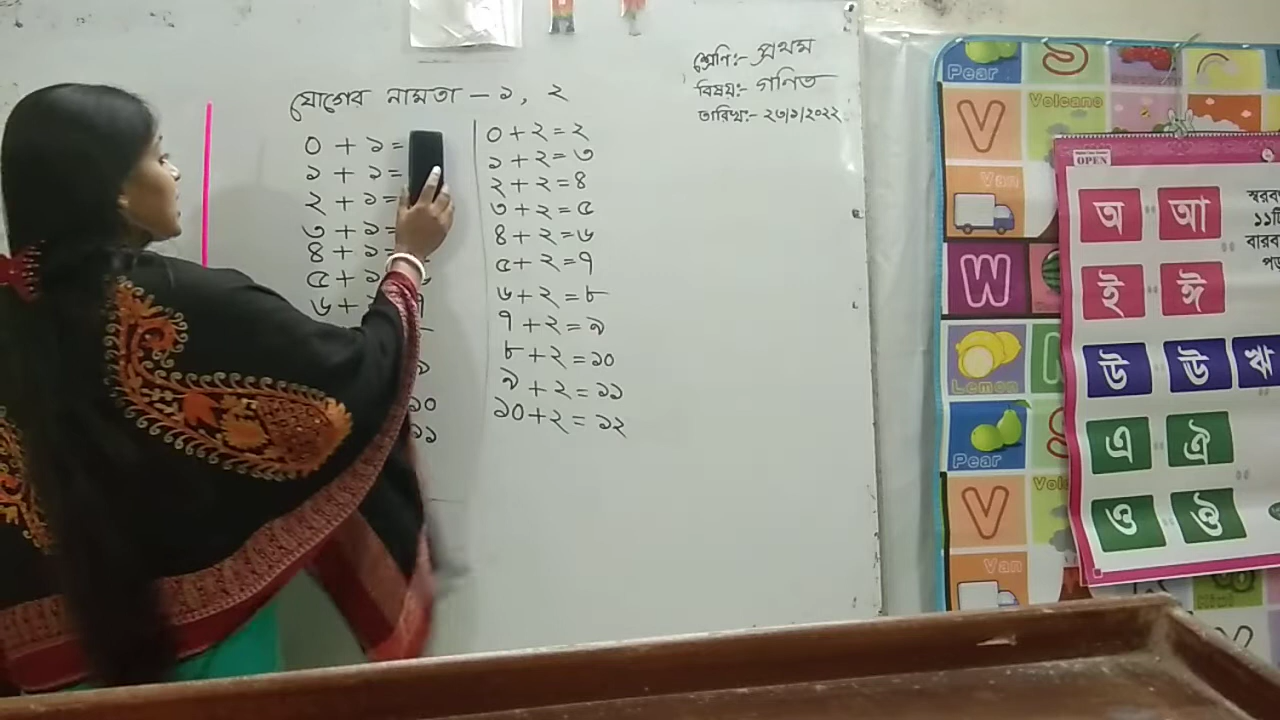 যোগের নামতা – ১, ২
০ + ১ =
১ + ১ =
২ + ১ =
৩ + ১ =
৪ + ১ =
৫ + ১
৬ +
১০
১১
০ + ২ = ২
১ + ২ = ৩
২ + ২ = ৪
৩ + ২ = ৫
৪ + ২ = ৬
৫ + ২ = ৭
৬ + ২ = ৮
৭ + ২ = ৯
৮ + ২ = ১০
৯ + ২ = ১১
১০ + ২ = ১২
শ্রেণি:- প্রথম
বিষয়:- গনিত
তারিখ:- ২৩/১/২০২২
Pear
V Volcano
Van
W
Lemon
Pear
V
Van
OPEN
অ আ
ই ঈ
উ ঊ ঋ
এ ঐ
ও ঔ